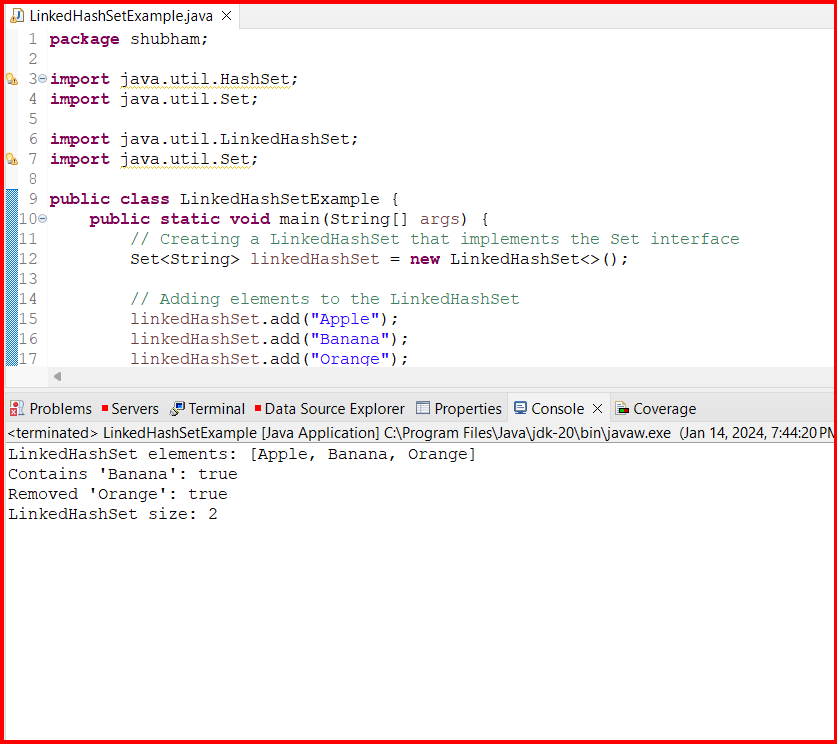 LinkedHashSetExample.java
1 package shubham;
2
3 import java.util.HashSet;
4 import java.util.Set;
5
6 import java.util.LinkedHashSet;
7 import java.util.Set;
8
9 public class LinkedHashSetExample {
10 public static void main(String[] args) {
11 // Creating a LinkedHashSet that implements the Set interface
12 Set<String> linkedHashSet = new LinkedHashSet<>();
13
14 // Adding elements to the LinkedHashSet
15 linkedHashSet.add("Apple");
16 linkedHashSet.add("Banana");
17 linkedHashSet.add("Orange");
Problems Servers Terminal Data Source Explorer Properties Console Coverage
<terminated> LinkedHashSetExample [Java Application] C:\Program Files\Java\jdk-20\bin\javaw.exe (Jan 14, 2024, 7:44:20 PM
LinkedHashSet elements: [Apple, Banana, Orange]
Contains 'Banana': true
Removed 'Orange': true
LinkedHashSet size: 2